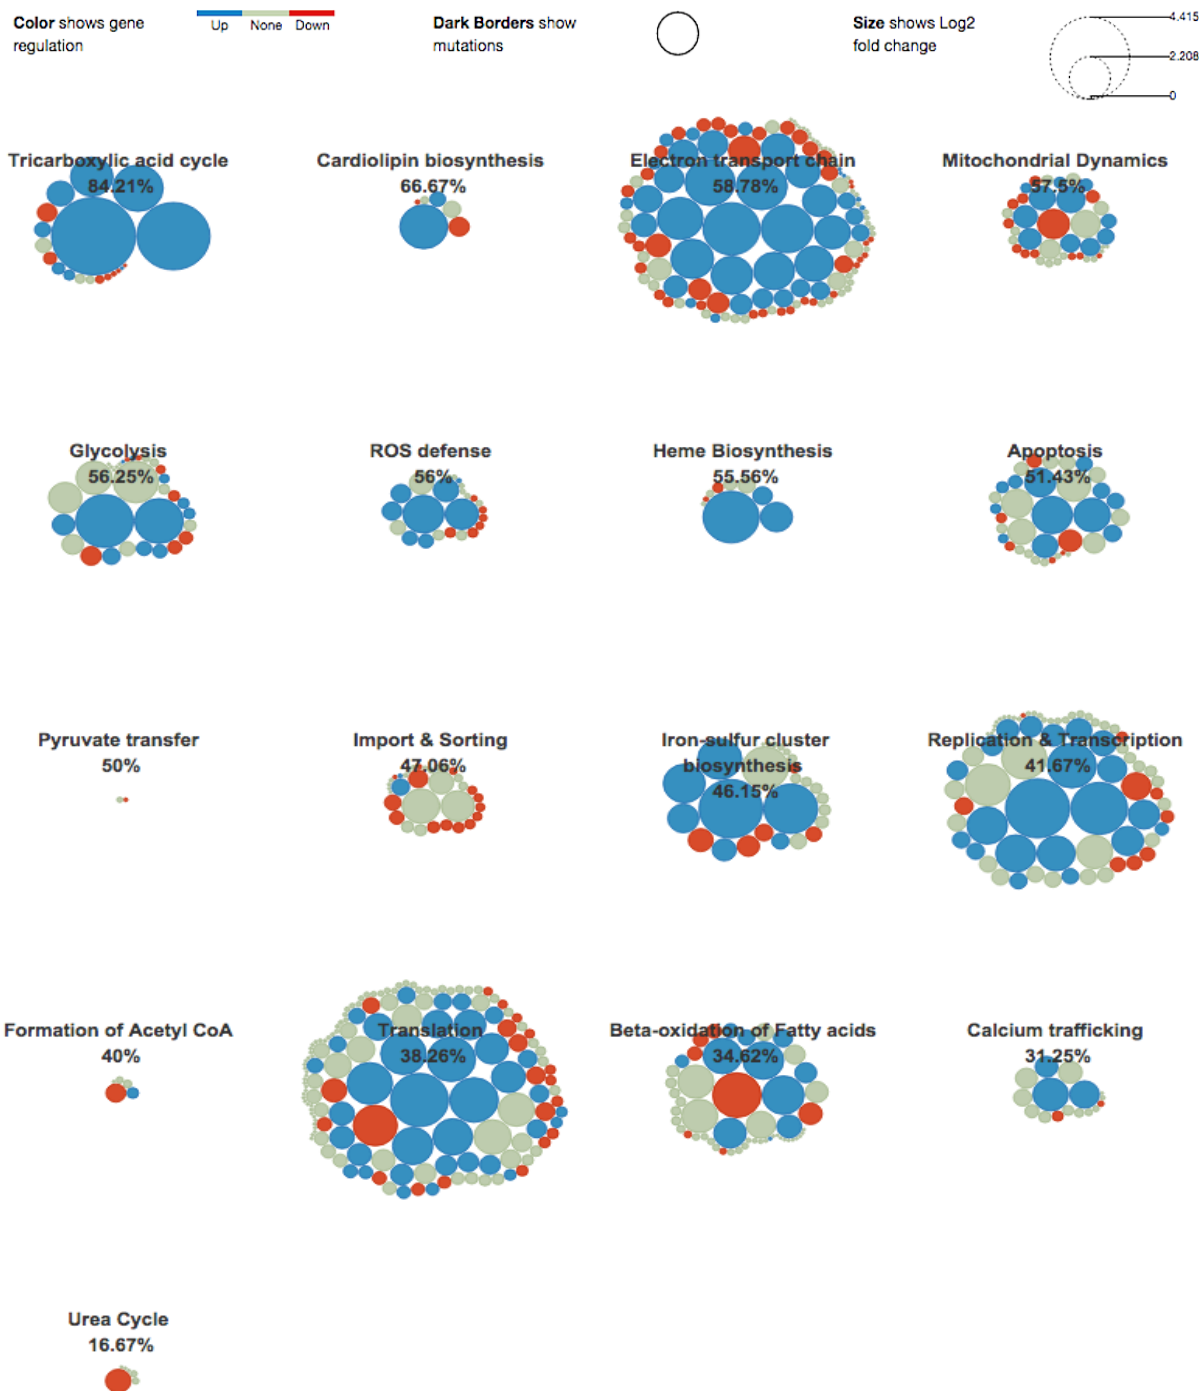 Color shows gene
regulation
Up None Down
Dark Borders show
mutations
Size shows Log2
fold change
4.415
2.208
0
Tricarboxylic acid cycle
84.21%
Cardiolipin biosynthesis
66.67%
Electron transport chain
58.78%
Mitochondrial Dynamics
57.5%
Glycolysis
56.25%
ROS defense
56%
Heme Biosynthesis
55.56%
Apoptosis
51.43%
Pyruvate transfer
50%
Import & Sorting
47.06%
Iron-sulfur cluster
biosynthesis
46.15%
Replication & Transcription
41.67%
Formation of Acetyl CoA
40%
Translation
38.26%
Beta-oxidation of Fatty acids
34.62%
Calcium trafficking
31.25%
Urea Cycle
16.67%